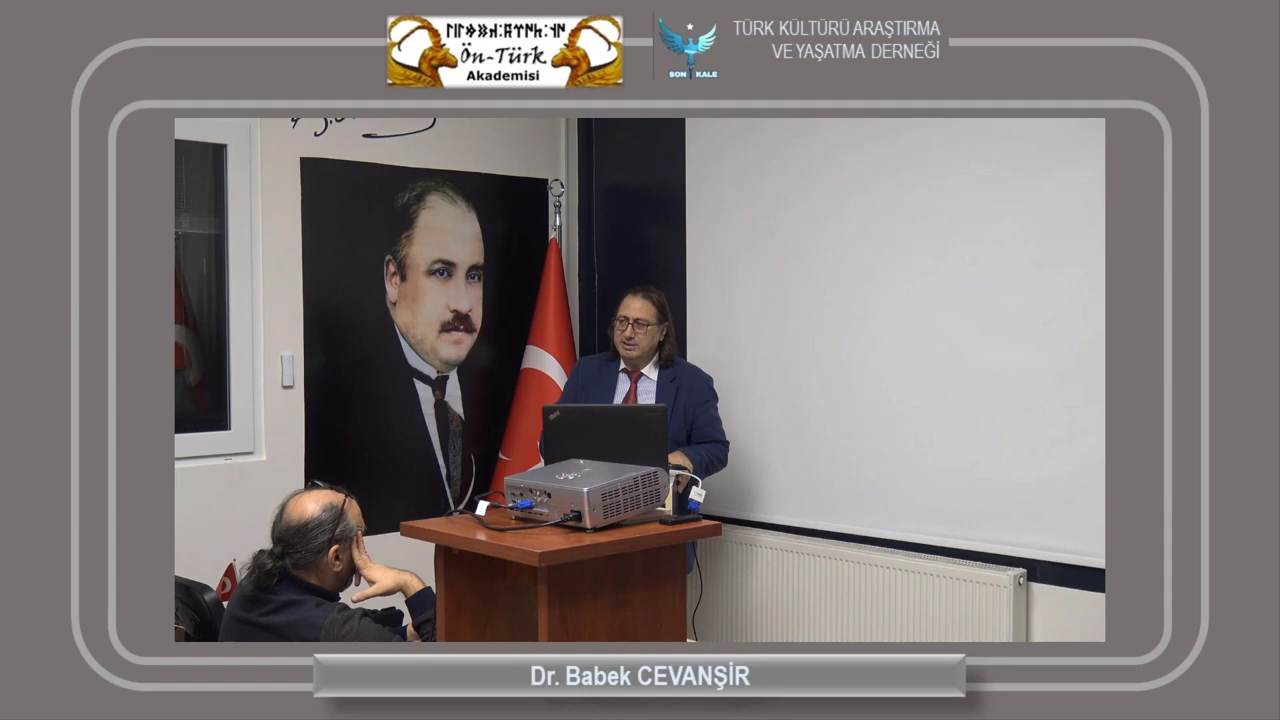 Ön-Türk
Akademisi
SON KALE
TÜRK KÜLTÜRÜ ARAŞTIRMA
VE YAŞATMA DERNEĞİ
Dr. Babek CEVANŞİR